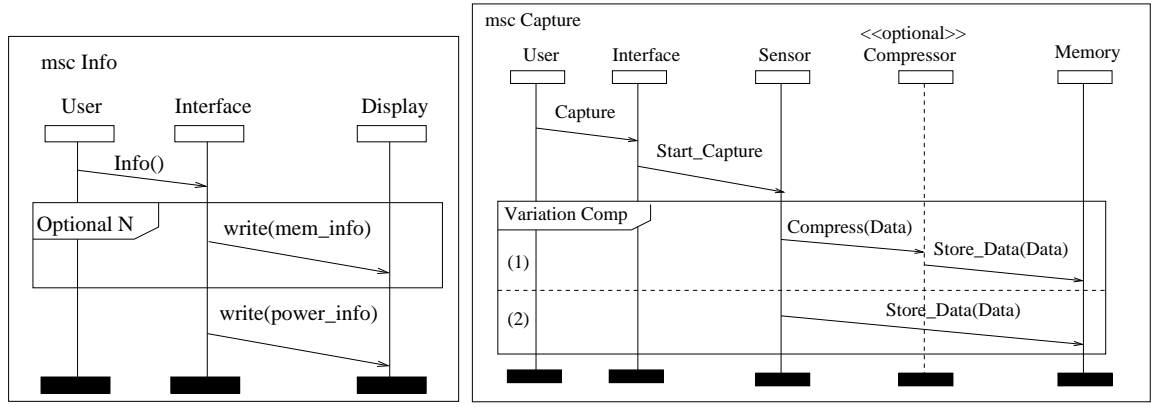 msc Info
User Interface Display
Info()
Optional N
write(mem_info)
write(power_info)
msc Capture
<<optional>>
User Interface Sensor Compressor Memory
Capture
Start_Capture
Variation Comp
Compress(Data)
(1)
Store_Data(Data)
(2)
Store_Data(Data)